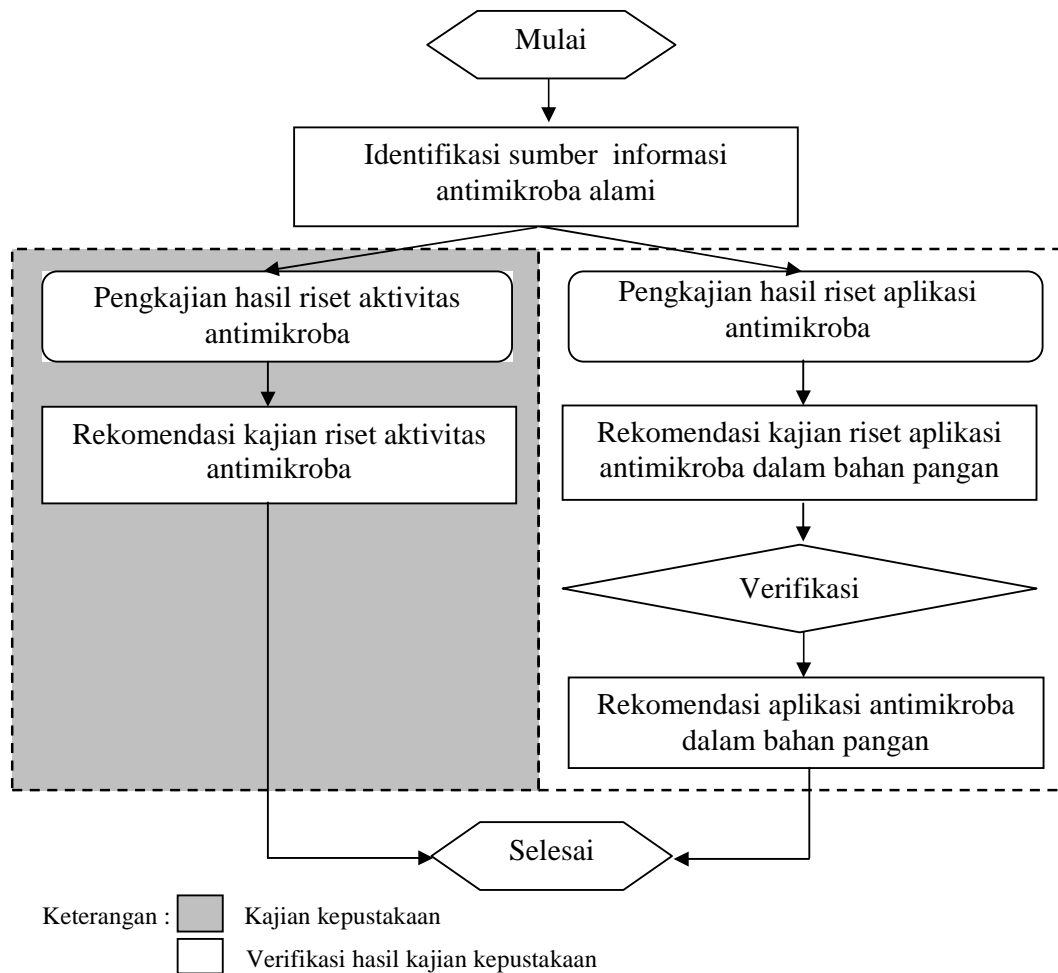 Mulai
Identifikasi sumber informasi
antimikroba alami
Pengkajian hasil riset aktivitas
antimikroba
Rekomendasi kajian riset aktivitas
antimikroba
Pengkajian hasil riset aplikasi
antimikroba
Rekomendasi kajian riset aplikasi
antimikroba dalam bahan pangan
Verifikasi
Rekomendasi aplikasi antimikroba
dalam bahan pangan
Selesai
Keterangan : Kajian kepustakaan
Verifikasi hasil kajian kepustakaan